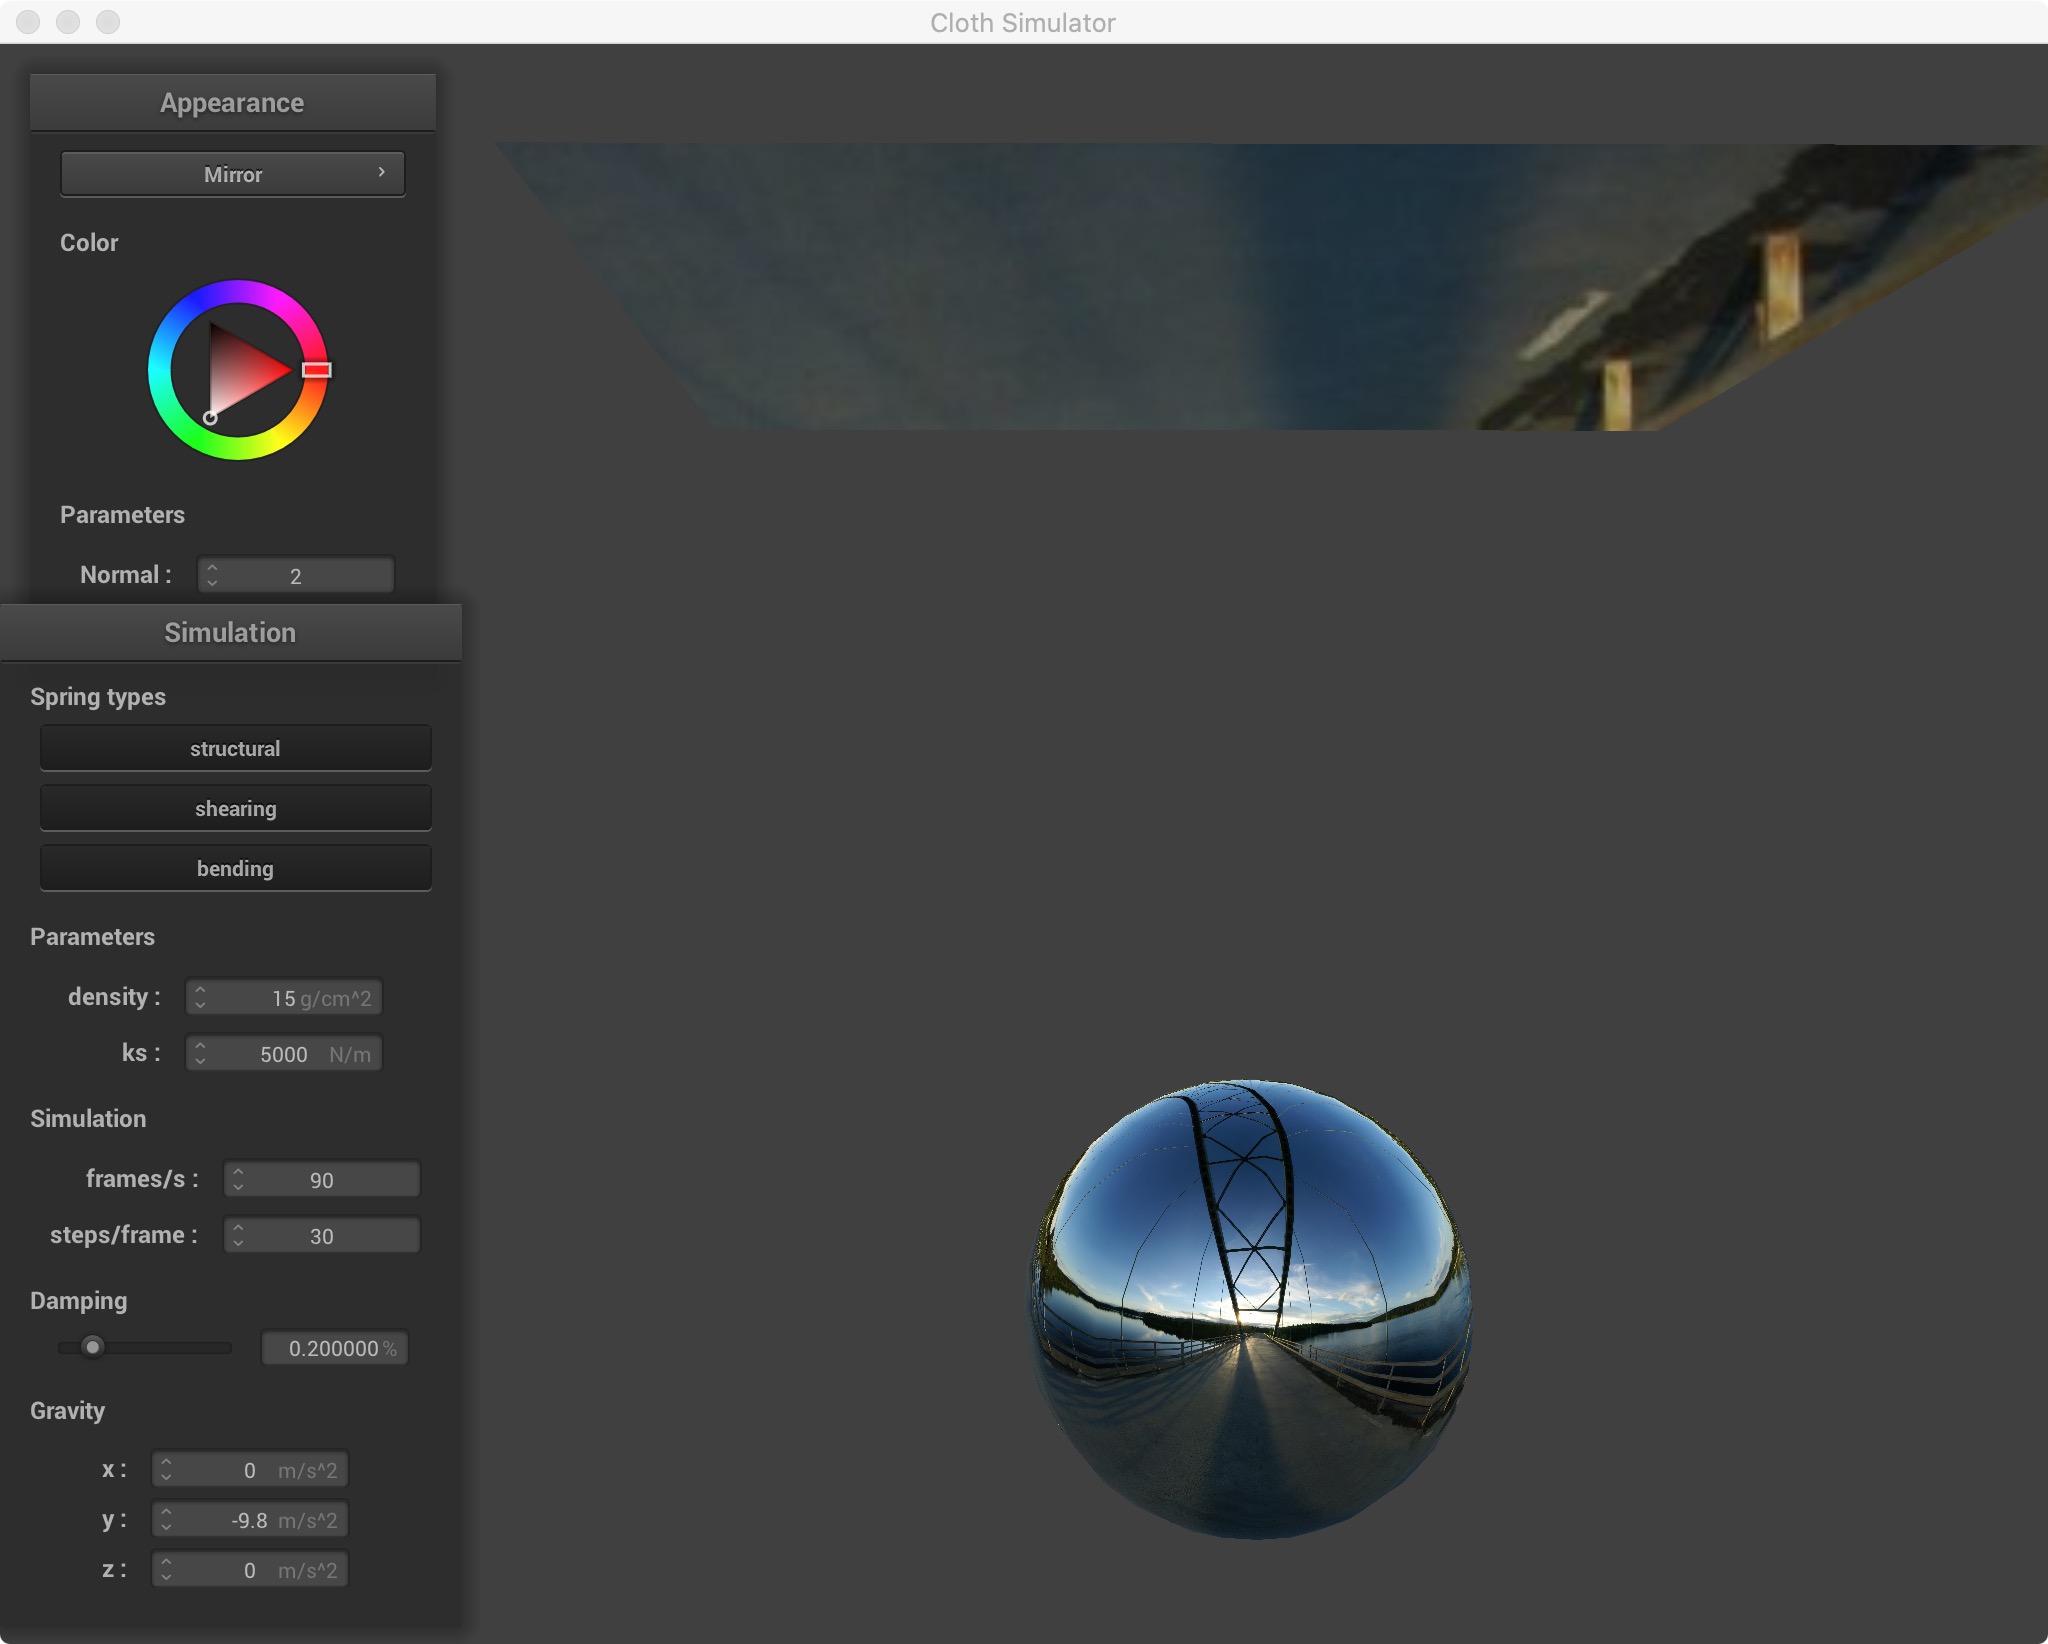 Cloth Simulator
Appearance
Mirror
Color
Parameters
Normal : 2
Simulation
Spring types
structural
shearing
bending
Parameters
density : 15 g/cm^2
ks : 5000 N/m
Simulation
frames/s : 90
steps/frame : 30
Damping
0.200000 %
Gravity
x : 0 m/s^2
y : -9.8 m/s^2
z : 0 m/s^2